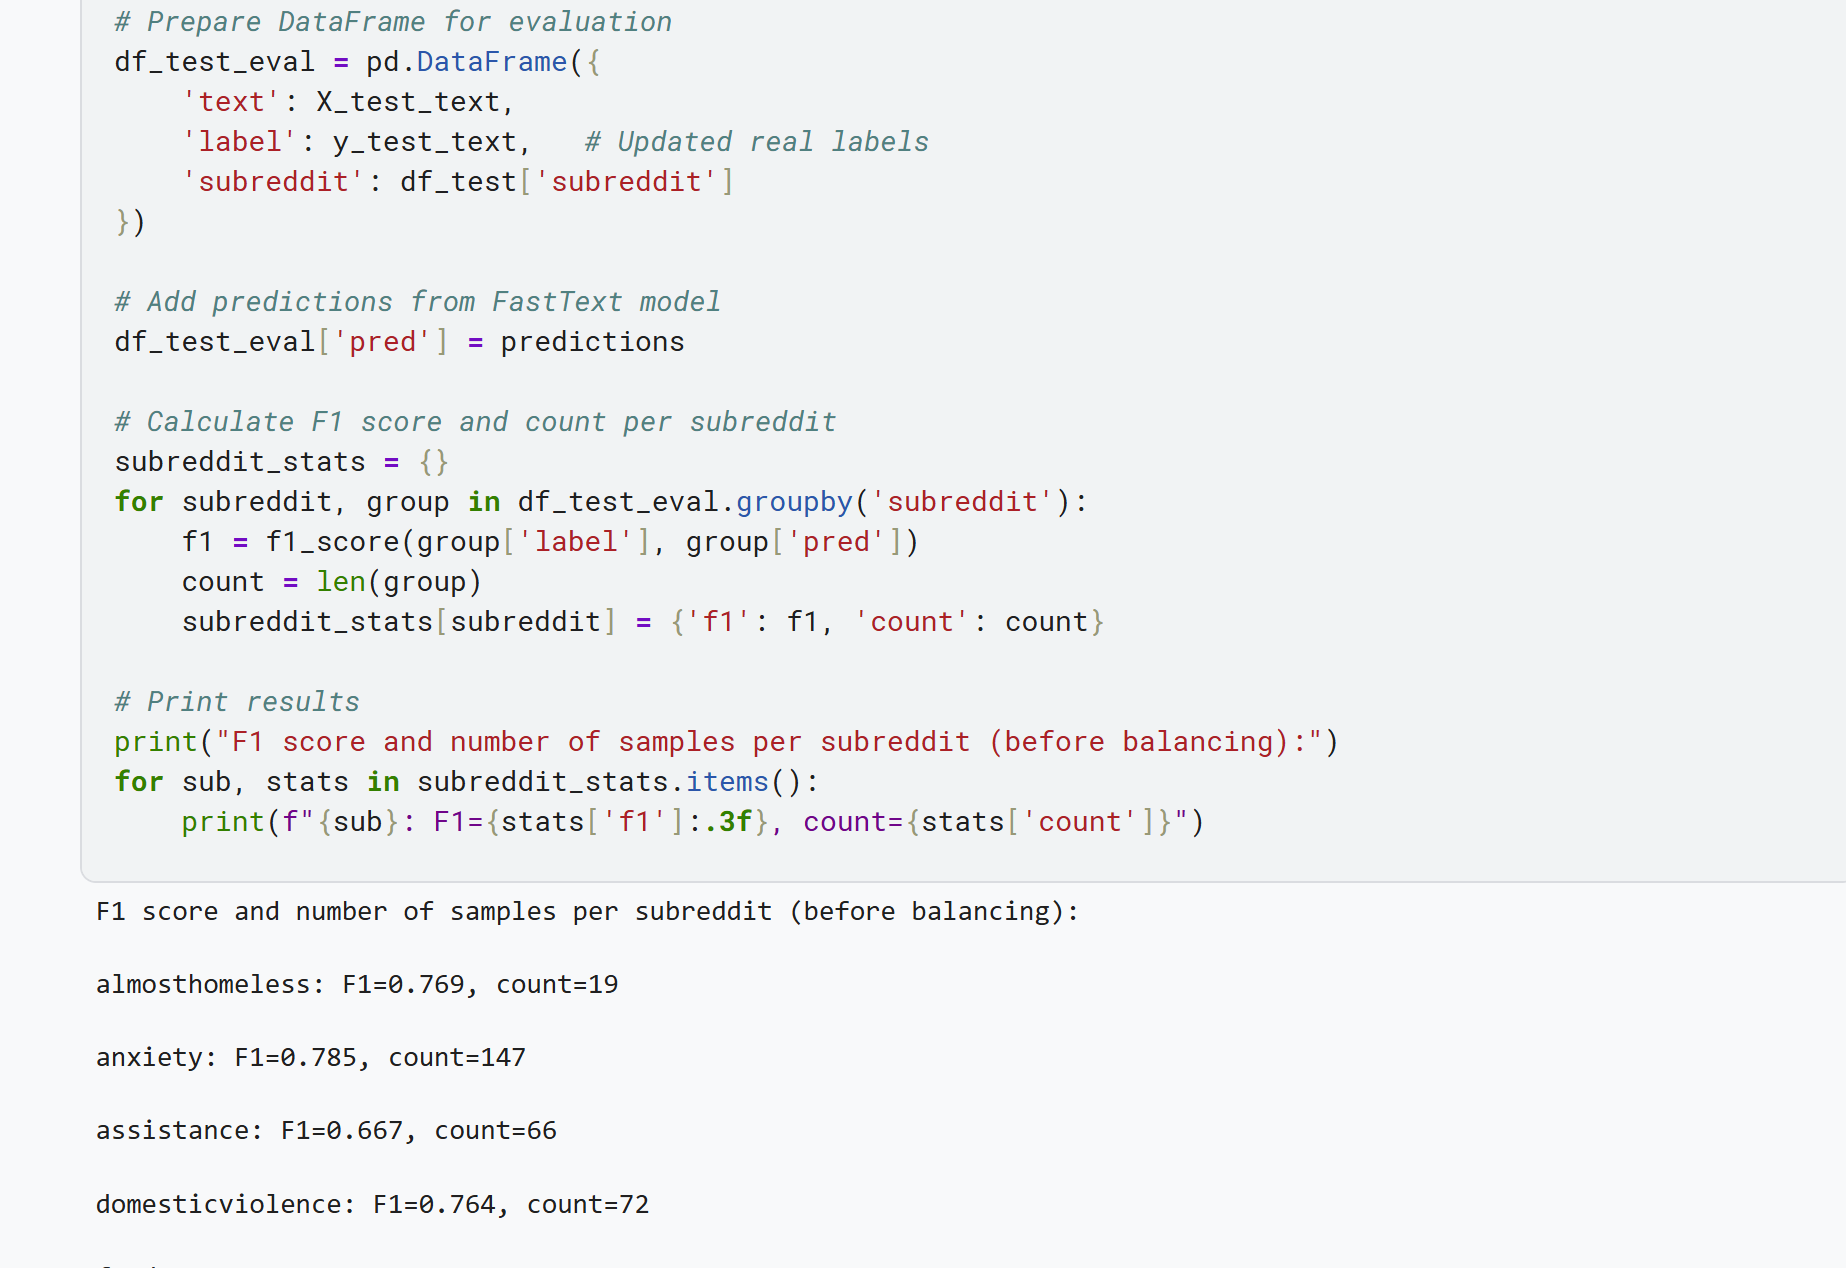 # Prepare DataFrame for evaluation
df_test_eval = pd.DataFrame({
    'text': X_test_text,
    'label': y_test_text,   # Updated real labels
    'subreddit': df_test['subreddit']
})

# Add predictions from FastText model
df_test_eval['pred'] = predictions

# Calculate F1 score and count per subreddit
subreddit_stats = {}
for subreddit, group in df_test_eval.groupby('subreddit'):
    f1 = f1_score(group['label'], group['pred'])
    count = len(group)
    subreddit_stats[subreddit] = {'f1': f1, 'count': count}

# Print results
print("F1 score and number of samples per subreddit (before balancing):")
for sub, stats in subreddit_stats.items():
    print(f"{sub}: F1={stats['f1']:.3f}, count={stats['count']}")
F1 score and number of samples per subreddit (before balancing):
almosthomeless: F1=0.769, count=19
anxiety: F1=0.785, count=147
assistance: F1=0.667, count=66
domesticviolence: F1=0.764, count=72